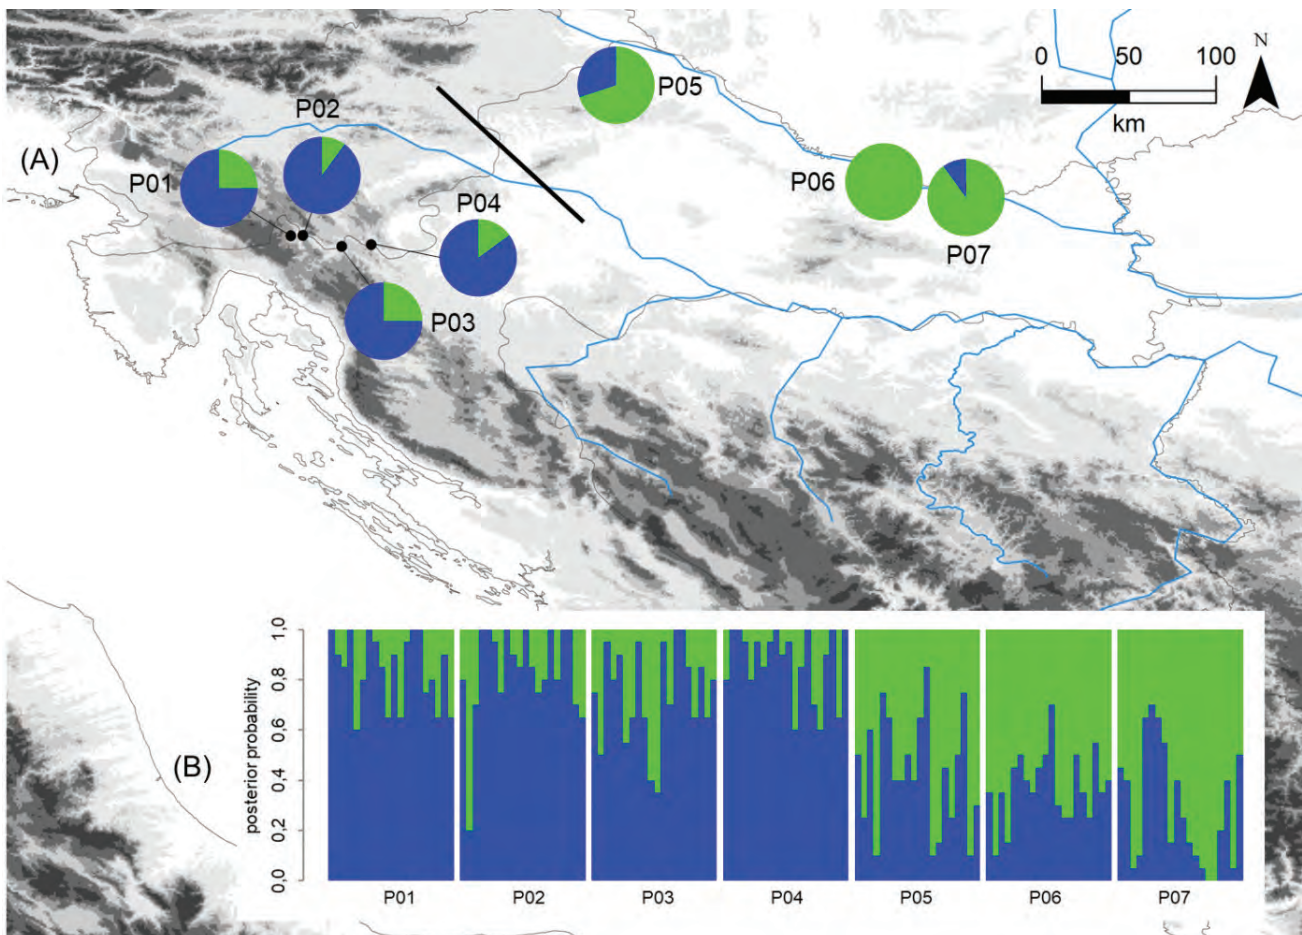 0 50 100
km
N
(A)
P01
P02
P03
P04
P05
P06
P07
(B)
posterior probability
1,0
0,8
0,6
0,4
0,2
0,0
P01 P02 P03 P04 P05 P06 P07